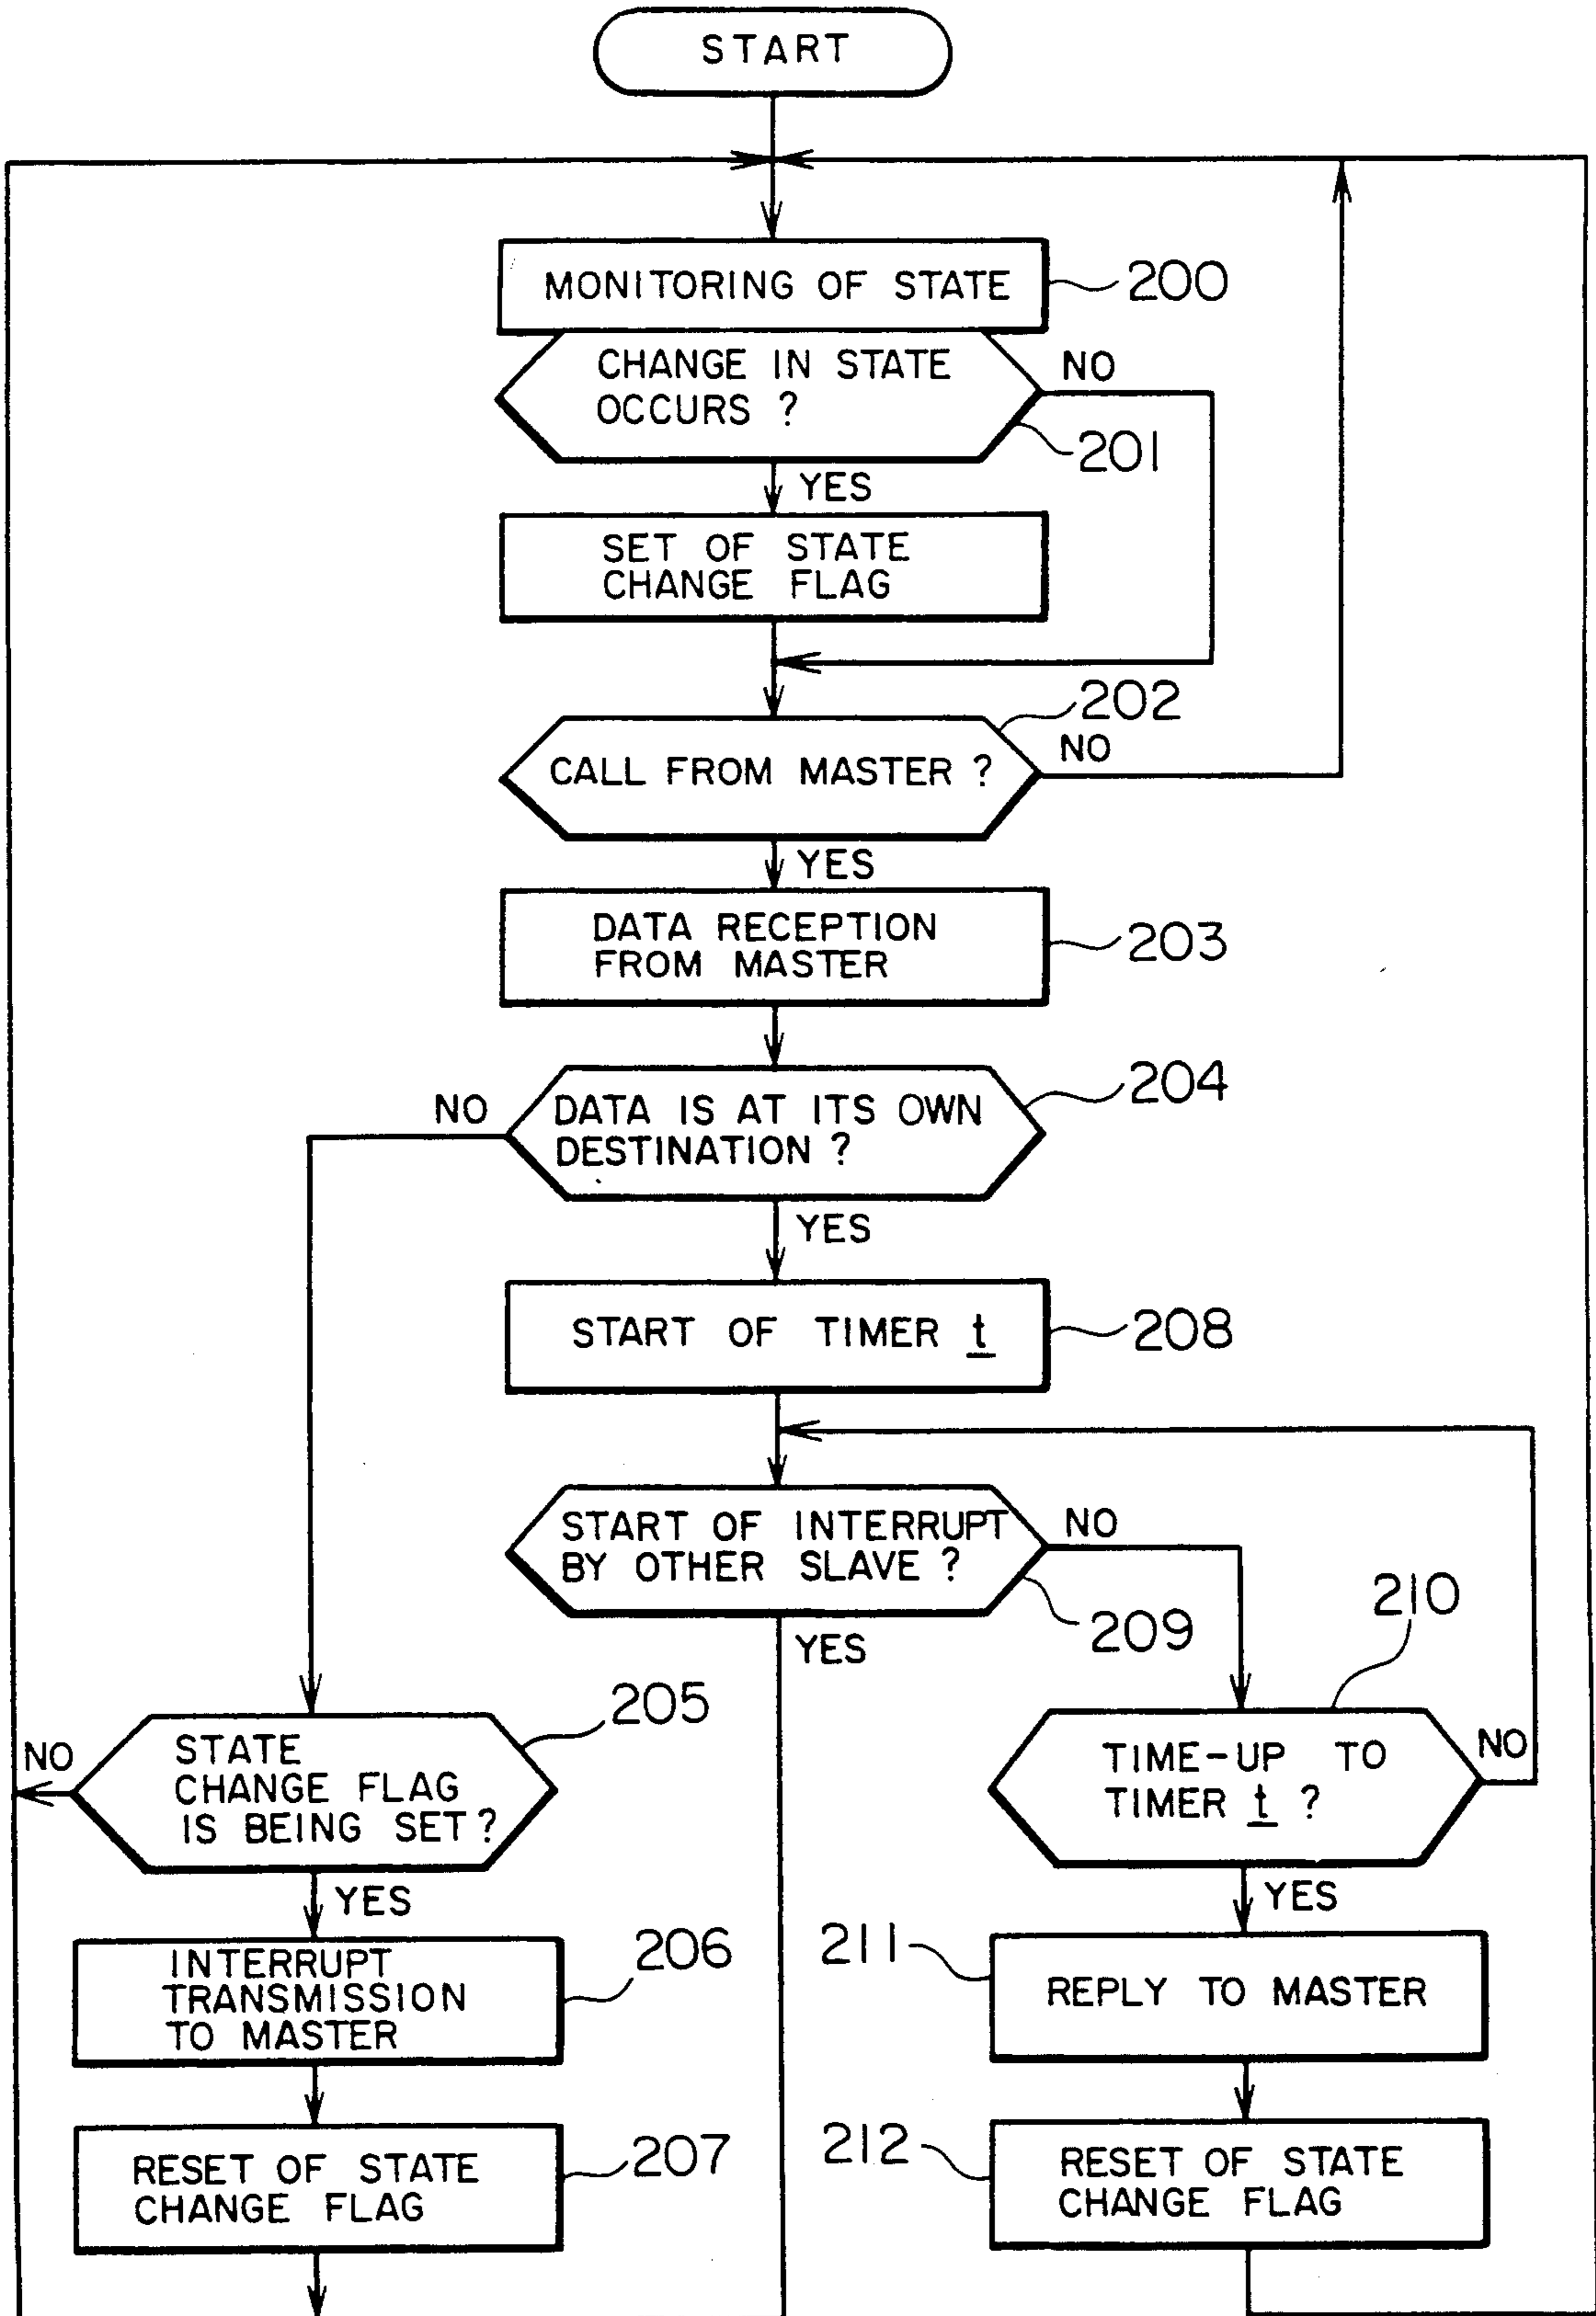 START
MONITORING OF STATE
200
CHANGE IN STATE
OCCURS ?
NO
201
YES
SET OF STATE
CHANGE FLAG
202
CALL FROM MASTER ?
NO
YES
DATA RECEPTION
FROM MASTER
203
204
NO
DATA IS AT ITS OWN
DESTINATION ?
YES
START OF TIMER t
208
START OF INTERRUPT
BY OTHER SLAVE ?
NO
209
YES
210
205
NO
STATE
CHANGE FLAG
IS BEING SET ?
TIME-UP TO
TIMER t ?
NO
YES
YES
INTERRUPT
TRANSMISSION
TO MASTER
206
211
REPLY TO MASTER
RESET OF STATE
CHANGE FLAG
207
212
RESET OF STATE
CHANGE FLAG